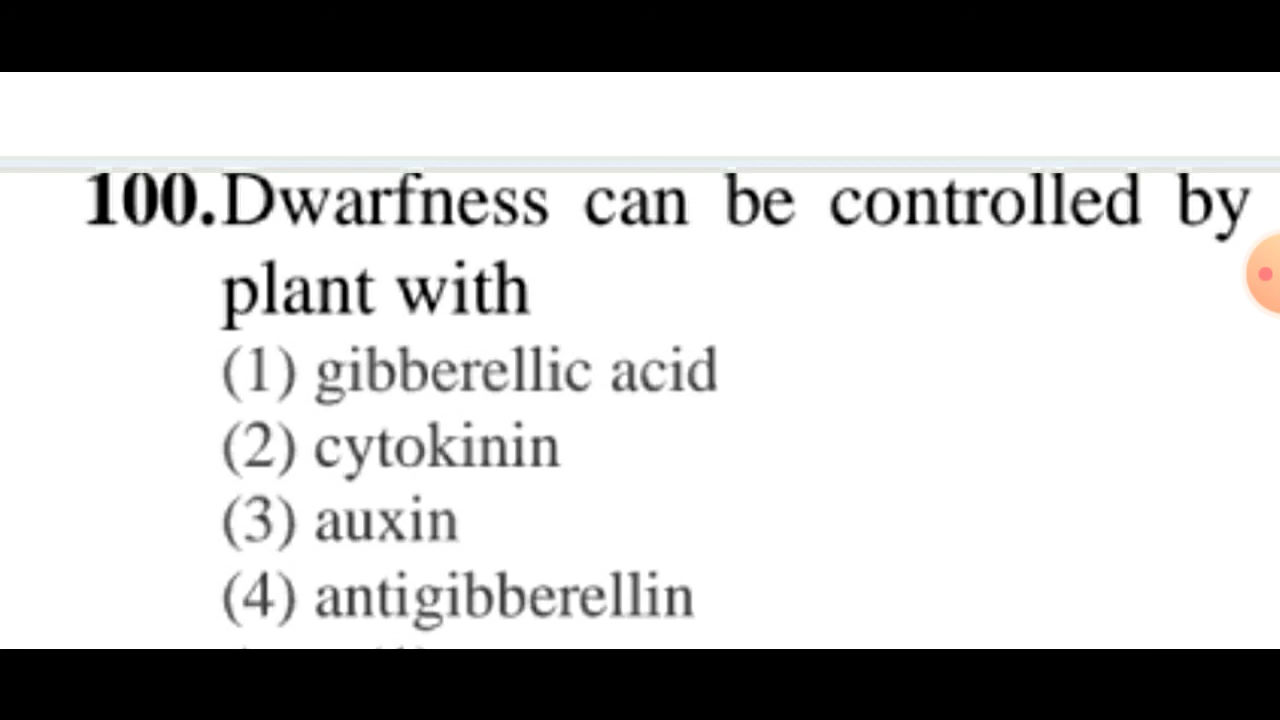 100.Dwarfness can be controlled by
plant with
(1) gibberellic acid
(2) cytokinin
(3) auxin
(4) antigibberellin